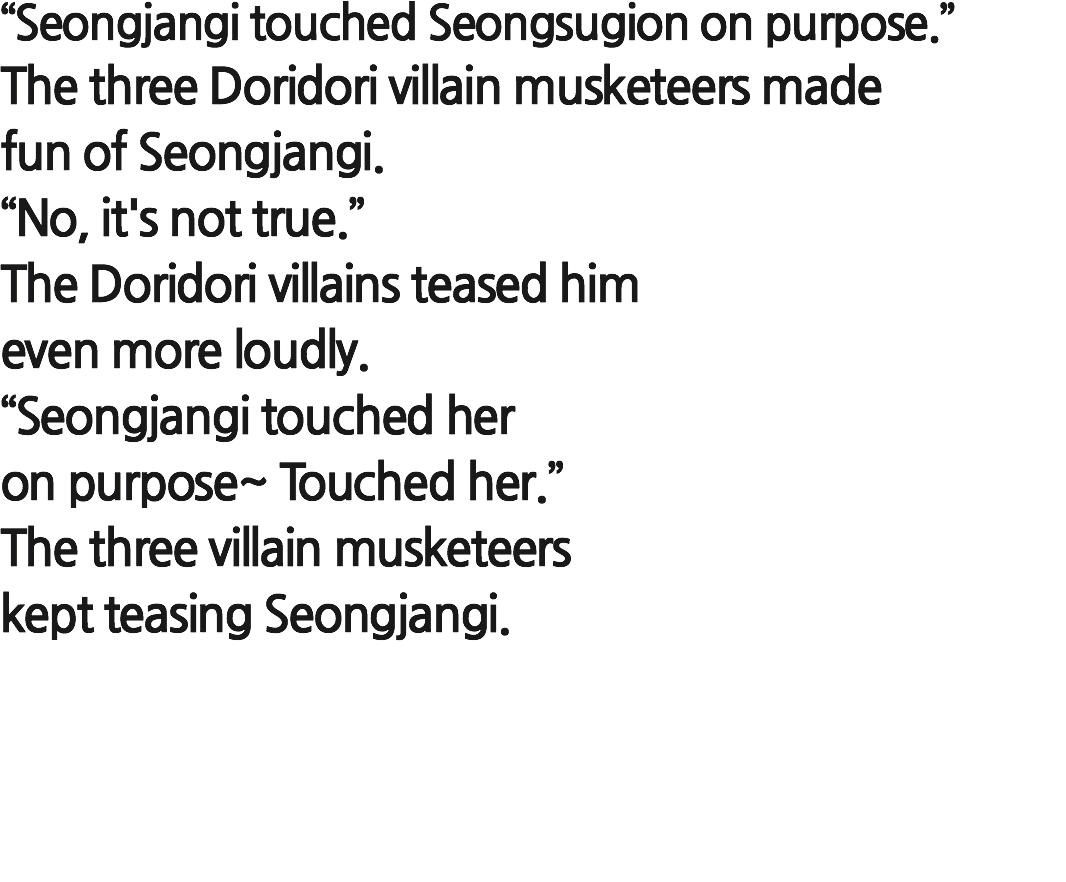 “Seongjangi touched Seongsugion on purpose.”
The three Doridori villain musketeers made
fun of Seongjangi.
“No, it's not true.”
The Doridori villains teased him
even more loudly.
“Seongjangi touched her
on purpose~ Touched her.”
The three villain musketeers
kept teasing Seongjangi.